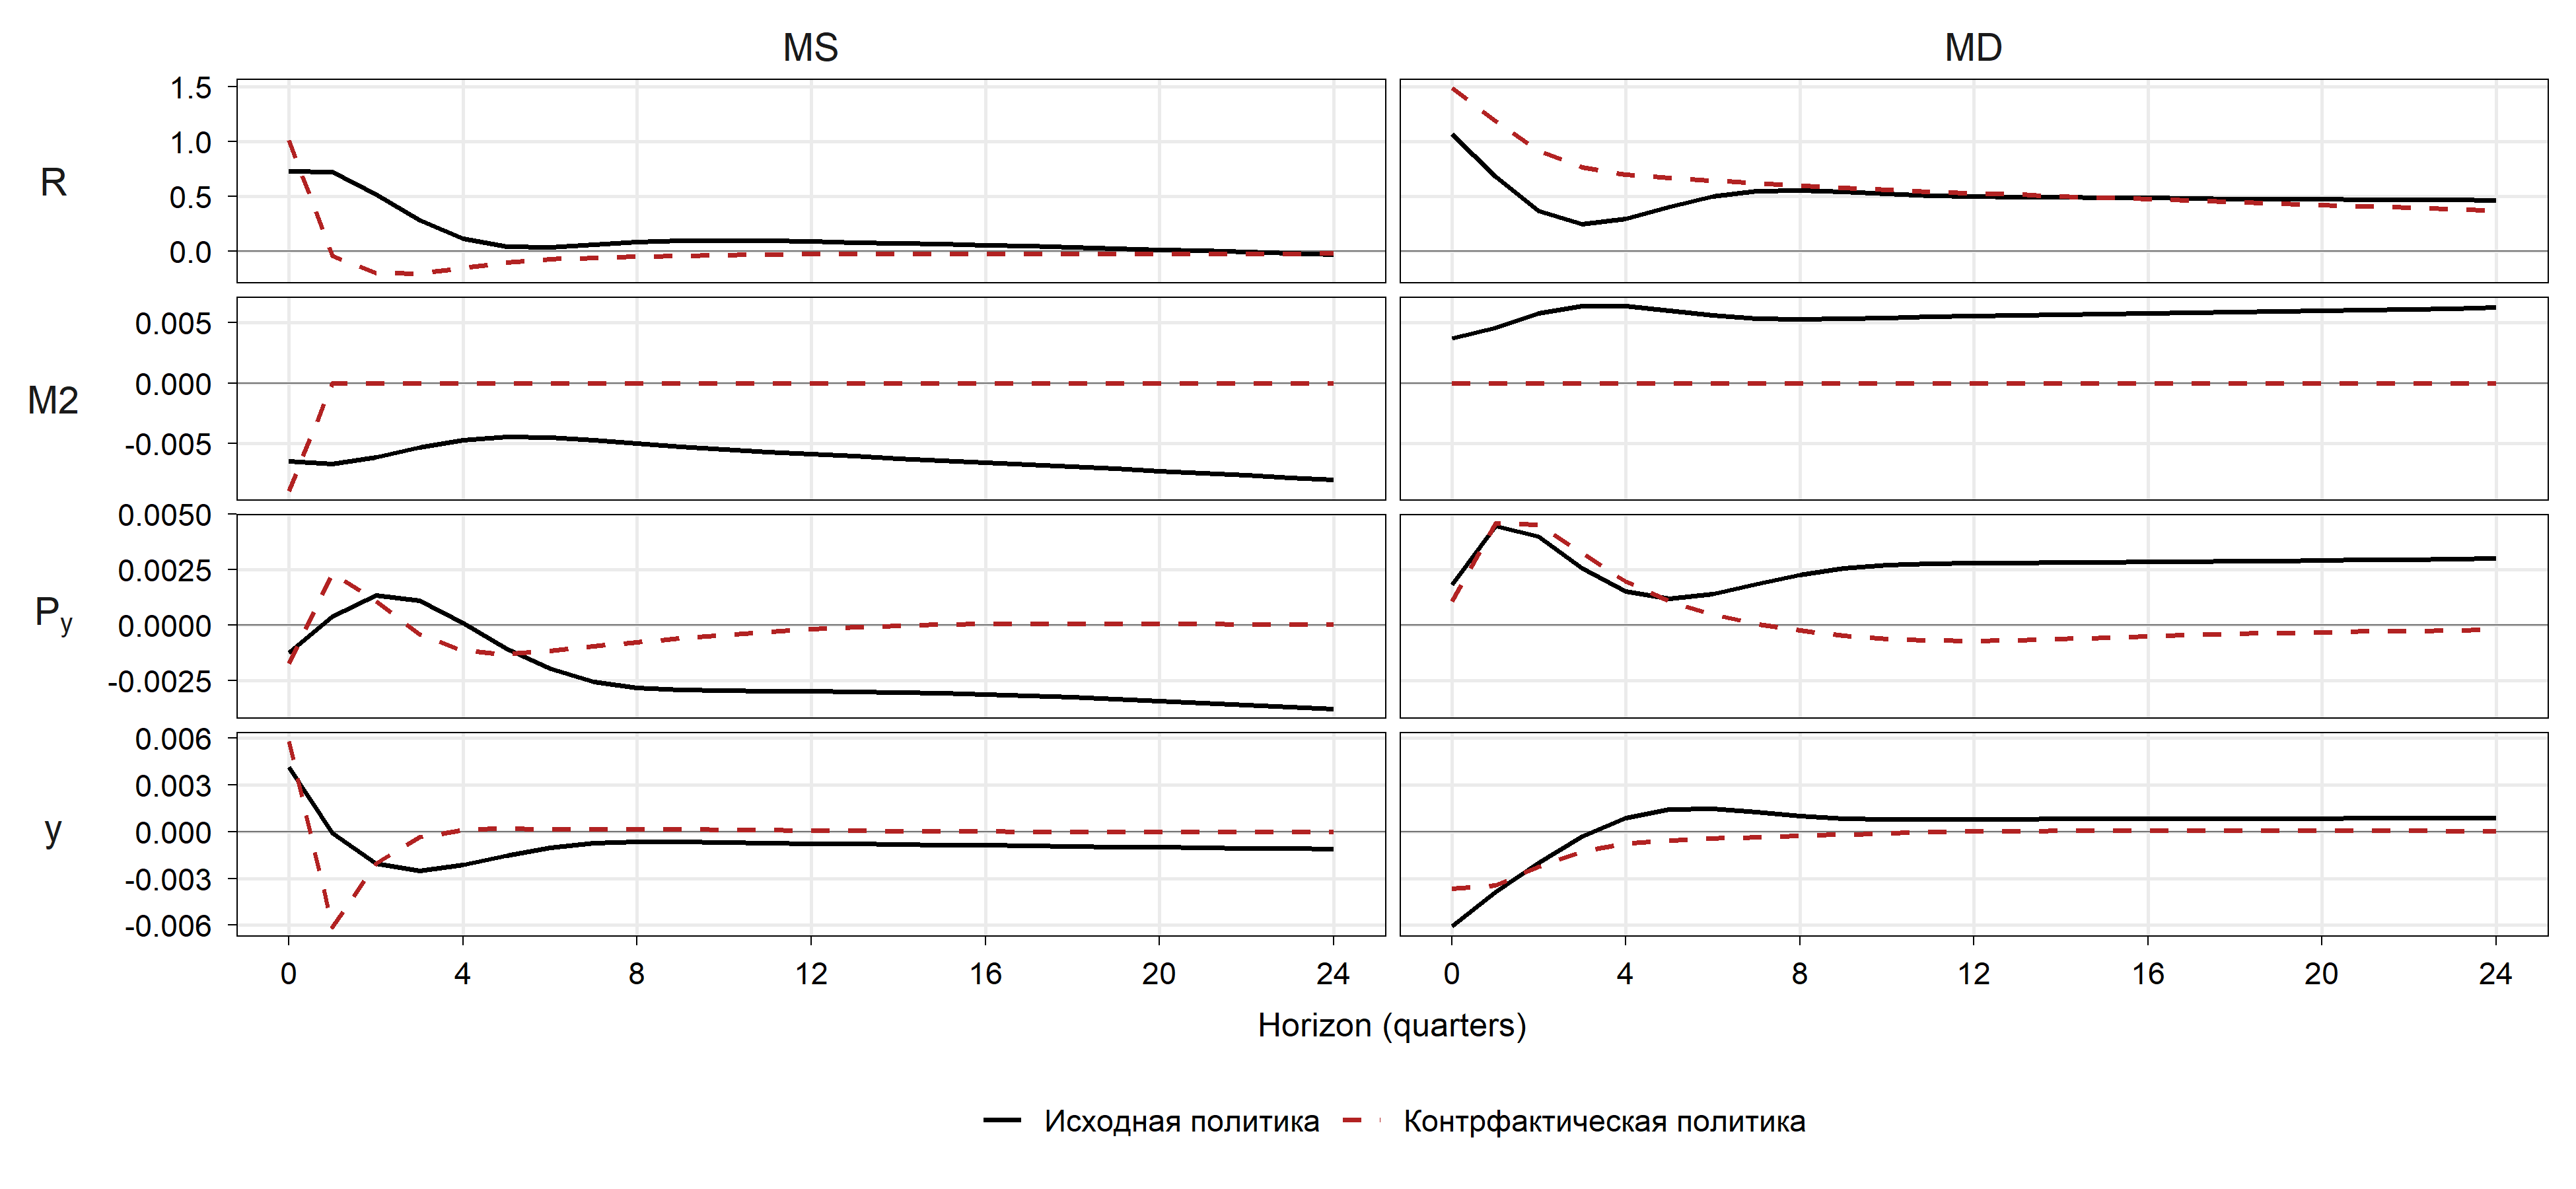 MS MD
1.5
1.0
R
0.5
0.0
0.005
0.000
M2
-0.005
0.0050
0.0025
Py
0.0000
-0.0025
0.006
0.003
y
0.000
-0.003
-0.006
0 4 8 12 16 20 24 0 4 8 12 16 20 24
Horizon (quarters)
Исходная политика Контрфактическая политика